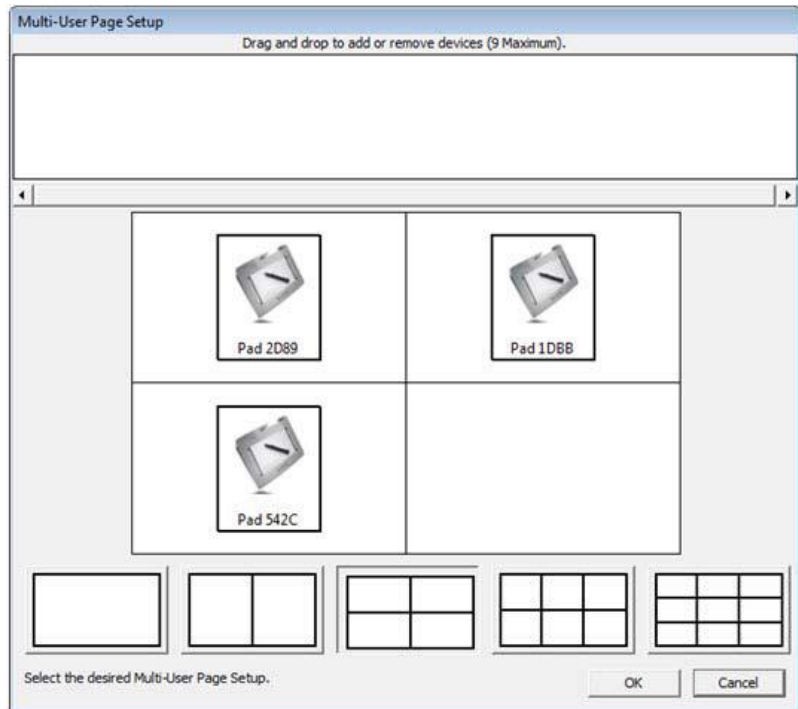 Multi-User Page Setup
Drag and drop to add or remove devices (9 Maximum).
Pad 2D89
Pad 1DBB
Pad 542C
Select the desired Multi-User Page Setup.
OK
Cancel